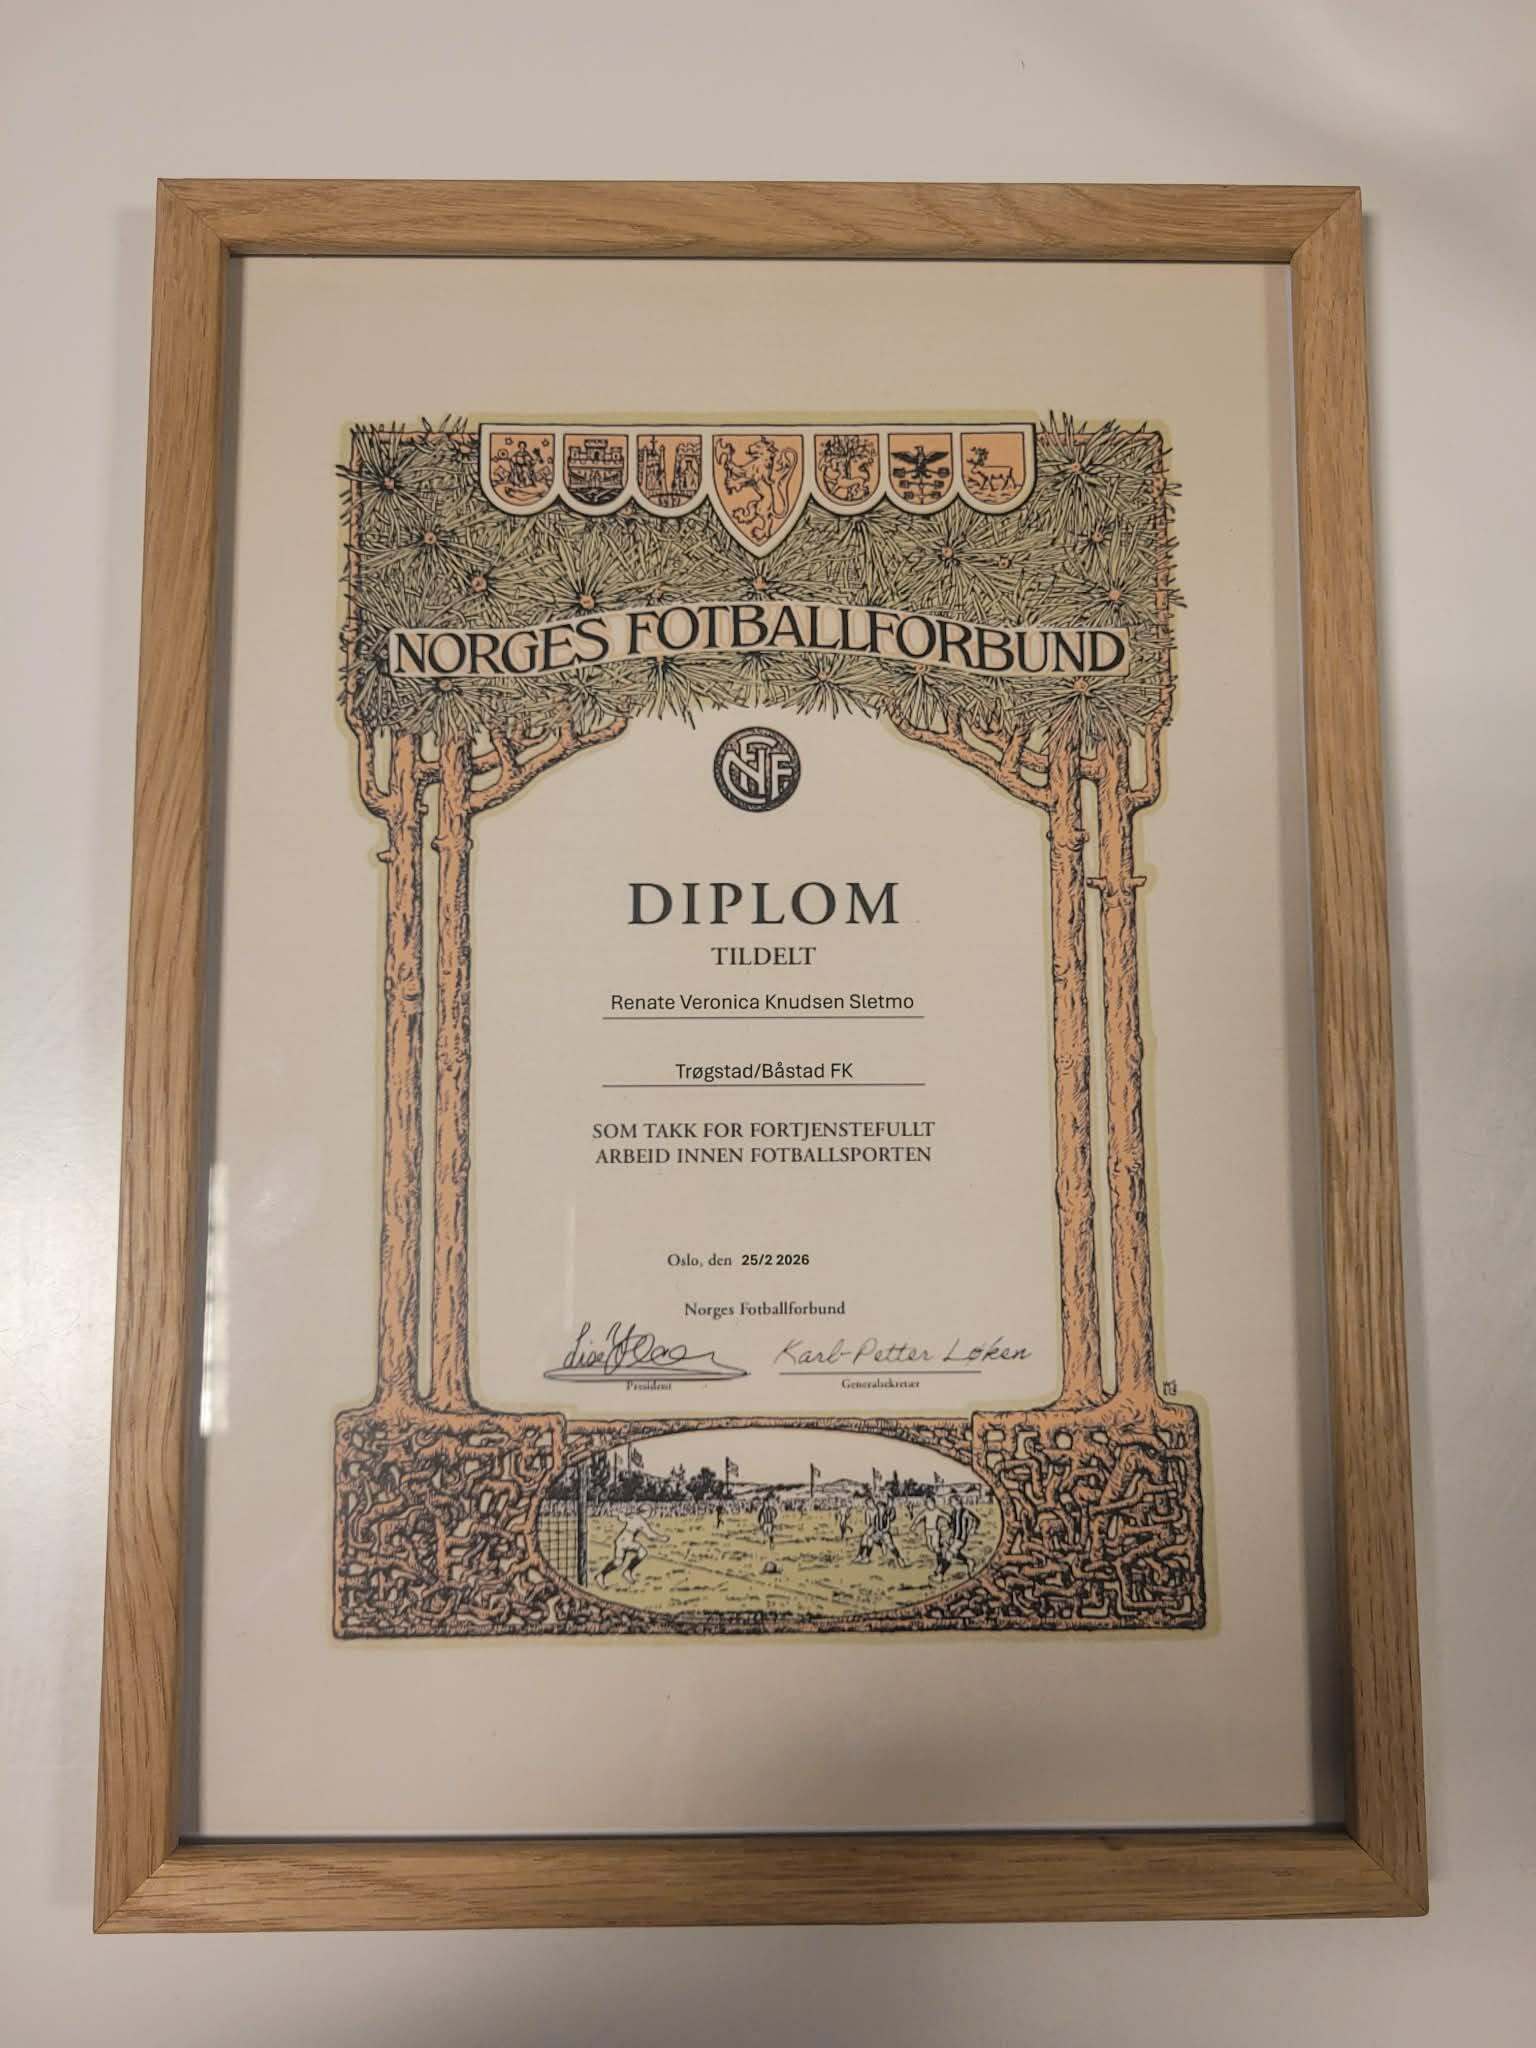 NORGES FOTBALLFORBUND
NFF
DIPLOM
TILDELT
Renate Veronica Knudsen Sletmo
Trøgstad/Båstad FK
SOM TAKK FOR FORTJENSTEFULLT
ARBEID INNEN FOTBALLSPORTEN
Oslo, den 25/2 2026
Norges Fotballforbund
Karl-Petter Løken
President Generalsekretær